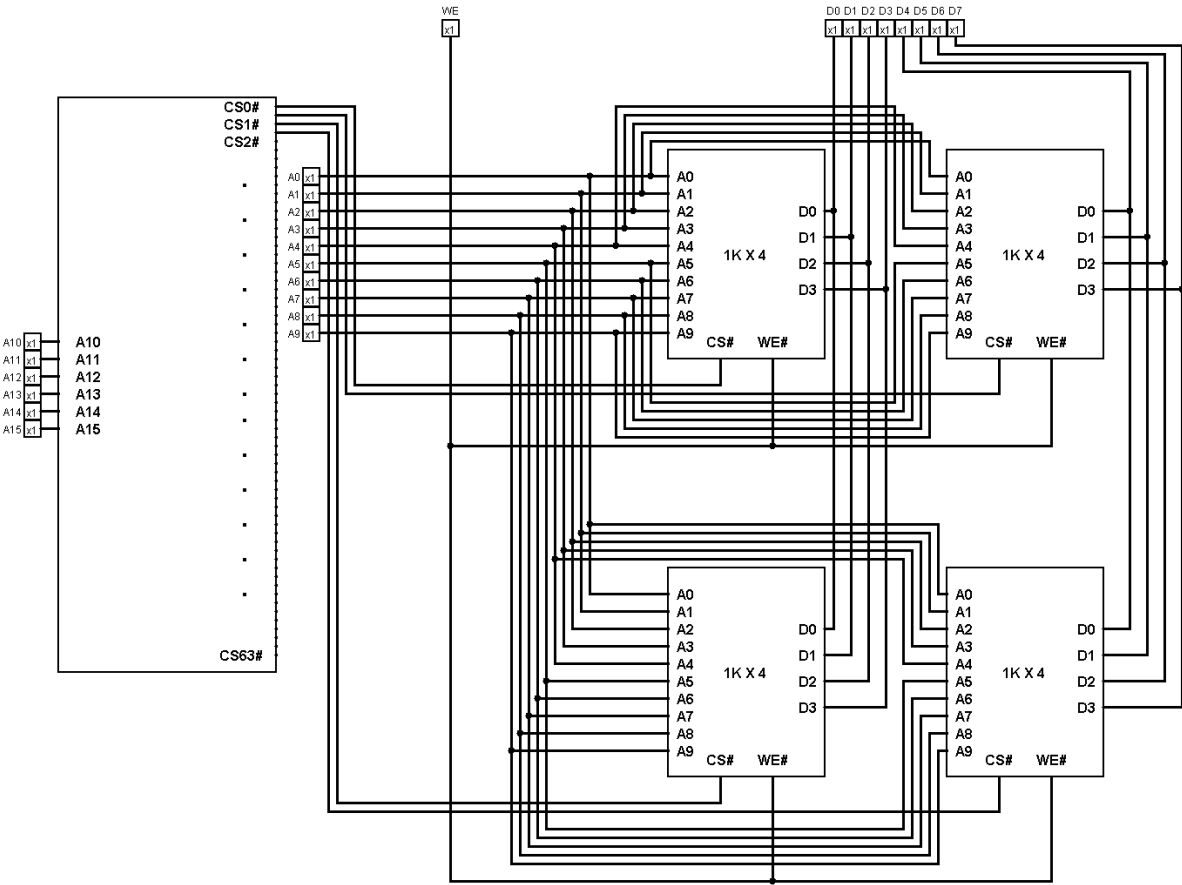 WE
x1
D0 D1 D2 D3 D4 D5 D6 D7
x1 x1 x1 x1 x1 x1 x1 x1
CS0#
CS1#
CS2#
CS63#
A10 x1 A10
A11 x1 A11
A12 x1 A12
A13 x1 A13
A14 x1 A14
A15 x1 A15
A0 x1
A1 x1
A2 x1
A3 x1
A4 x1
A5 x1
A6 x1
A7 x1
A8 x1
A9 x1
A0
A1
A2
A3
A4
A5
A6
A7
A8
A9
1K X 4
D0
D1
D2
D3
CS# WE#
A0
A1
A2
A3
A4
A5
A6
A7
A8
A9
1K X 4
D0
D1
D2
D3
CS# WE#
A0
A1
A2
A3
A4
A5
A6
A7
A8
A9
1K X 4
D0
D1
D2
D3
CS# WE#
A0
A1
A2
A3
A4
A5
A6
A7
A8
A9
1K X 4
D0
D1
D2
D3
CS# WE#